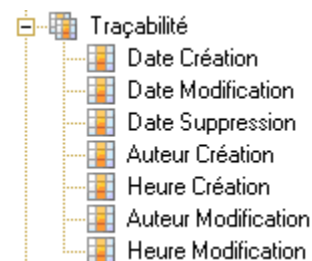 Traçabilité
Date Création
Date Modification
Date Suppression
Auteur Création
Heure Création
Auteur Modification
Heure Modification